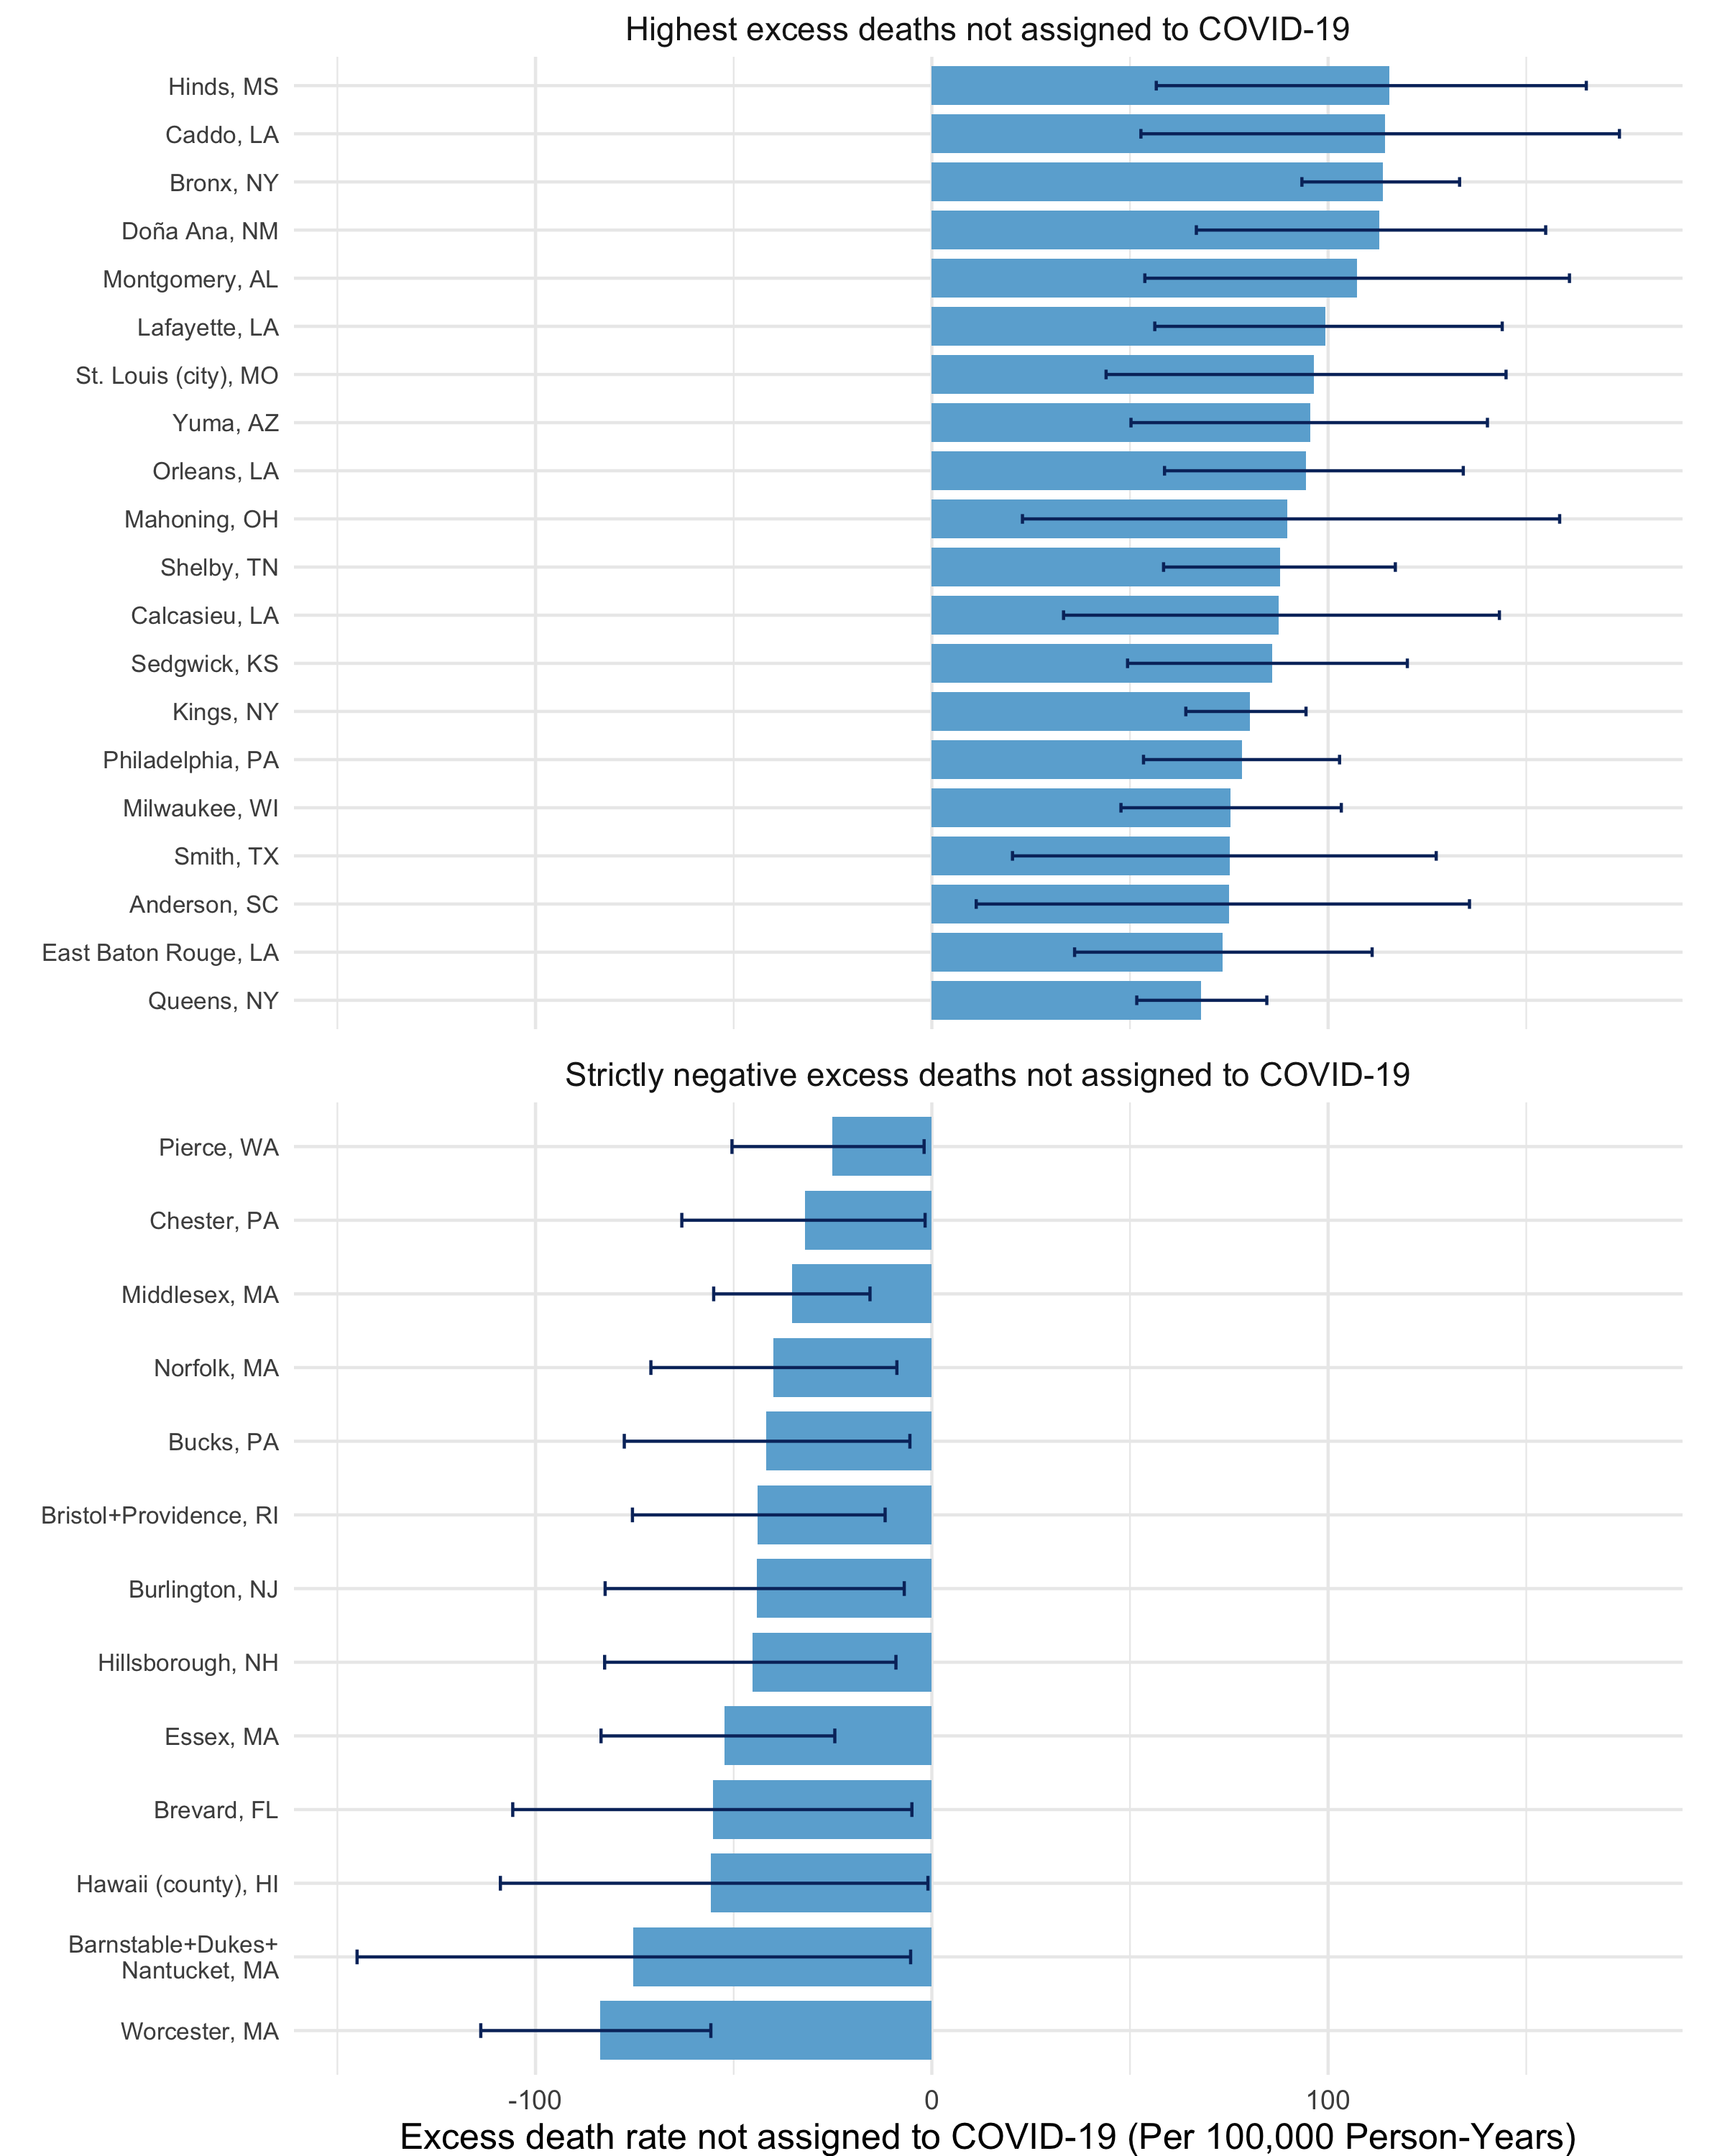 Highest excess deaths not assigned to COVID-19
Hinds, MS
Caddo, LA
Bronx, NY
Doña Ana, NM
Montgomery, AL
Lafayette, LA
St. Louis (city), MO
Yuma, AZ
Orleans, LA
Mahoning, OH
Shelby, TN
Calcasieu, LA
Sedgwick, KS
Kings, NY
Philadelphia, PA
Milwaukee, WI
Smith, TX
Anderson, SC
East Baton Rouge, LA
Queens, NY
Strictly negative excess deaths not assigned to COVID-19
Pierce, WA
Chester, PA
Middlesex, MA
Norfolk, MA
Bucks, PA
Bristol+Providence, RI
Burlington, NJ
Hillsborough, NH
Essex, MA
Brevard, FL
Hawaii (county), HI
Barnstable+Dukes+
Nantucket, MA
Worcester, MA
-100 0 100
Excess death rate not assigned to COVID-19 (Per 100,000 Person-Years)